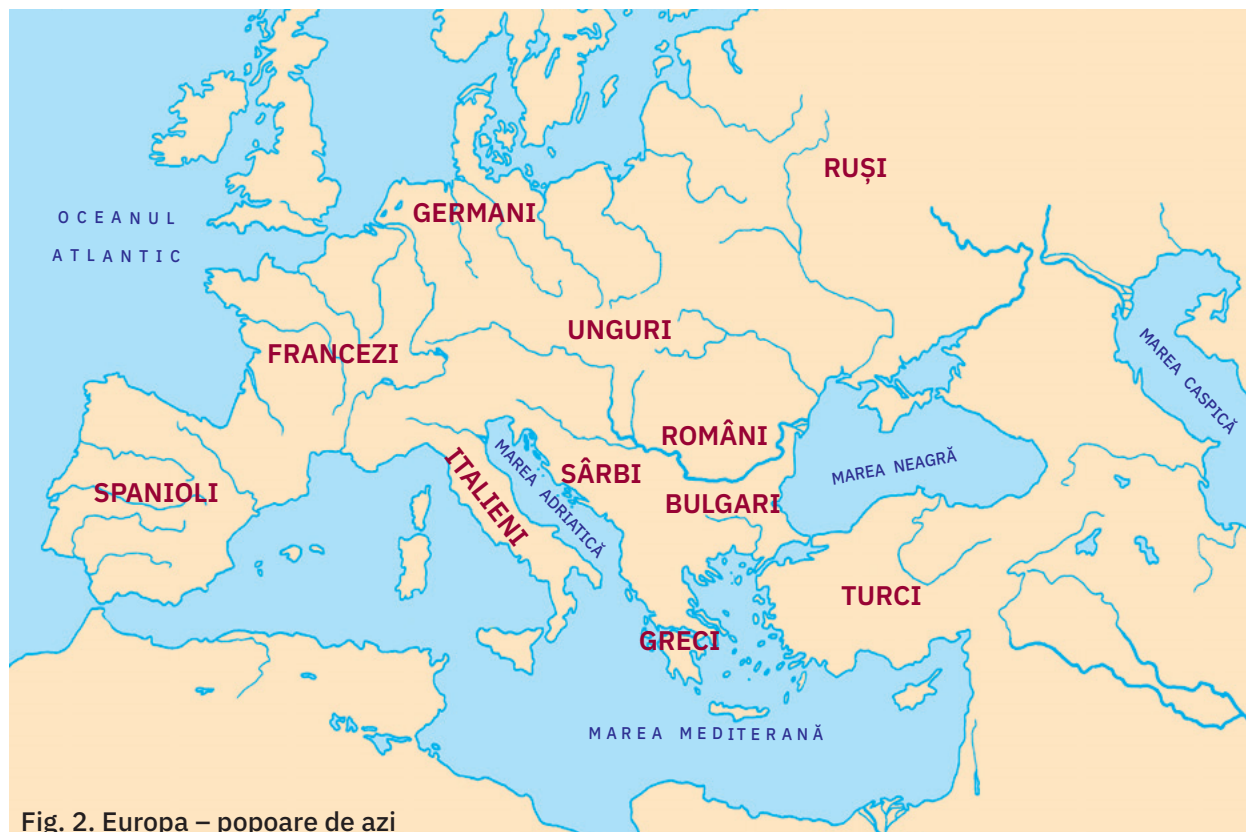 RUȘI
GERMANI
OCEANUL
ATLANTIC
UNGURI
FRANCEZI
MAREA CASPICĂ
ROMÂNI
MAREA NEAGRĂ
ITALIENI
MAREA ADRIATICĂ
SÂRBI
SPANIOLI
BULGARI
TURCI
GRECI
MAREA MEDITERANĂ
Fig. 2. Europa – popoare de azi